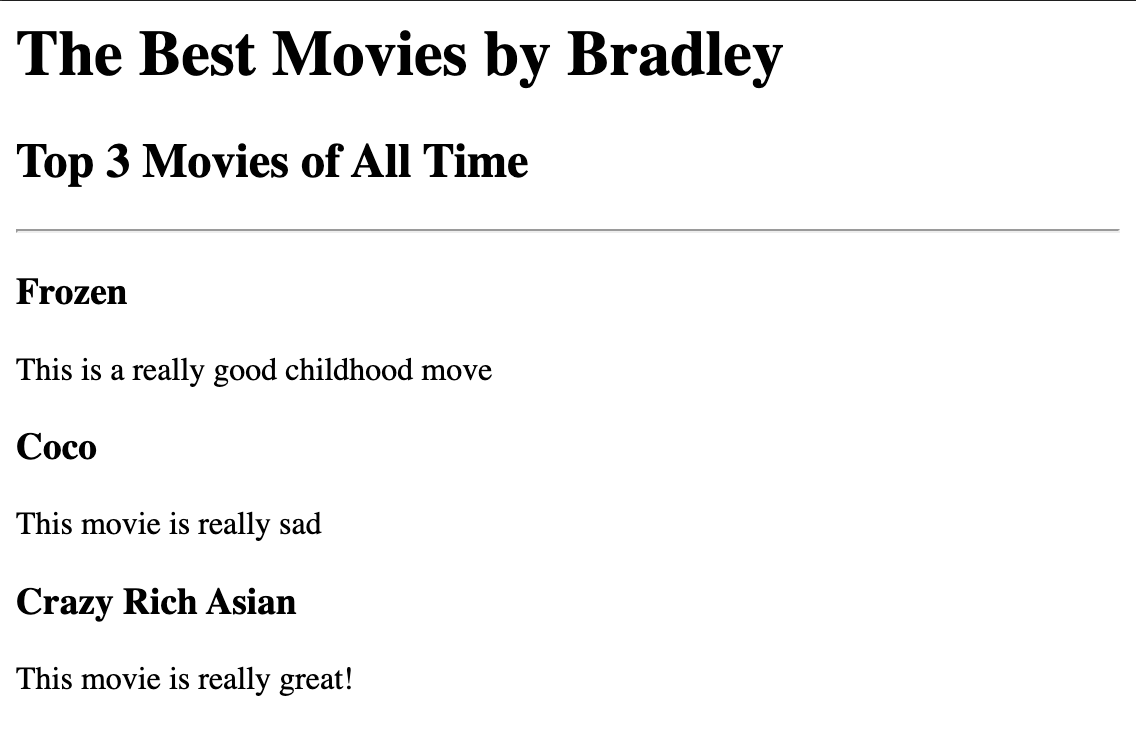 The Best Movies by Bradley
Top 3 Movies of All Time
Frozen
This is a really good childhood move
Coco
This movie is really sad
Crazy Rich Asian
This movie is really great!